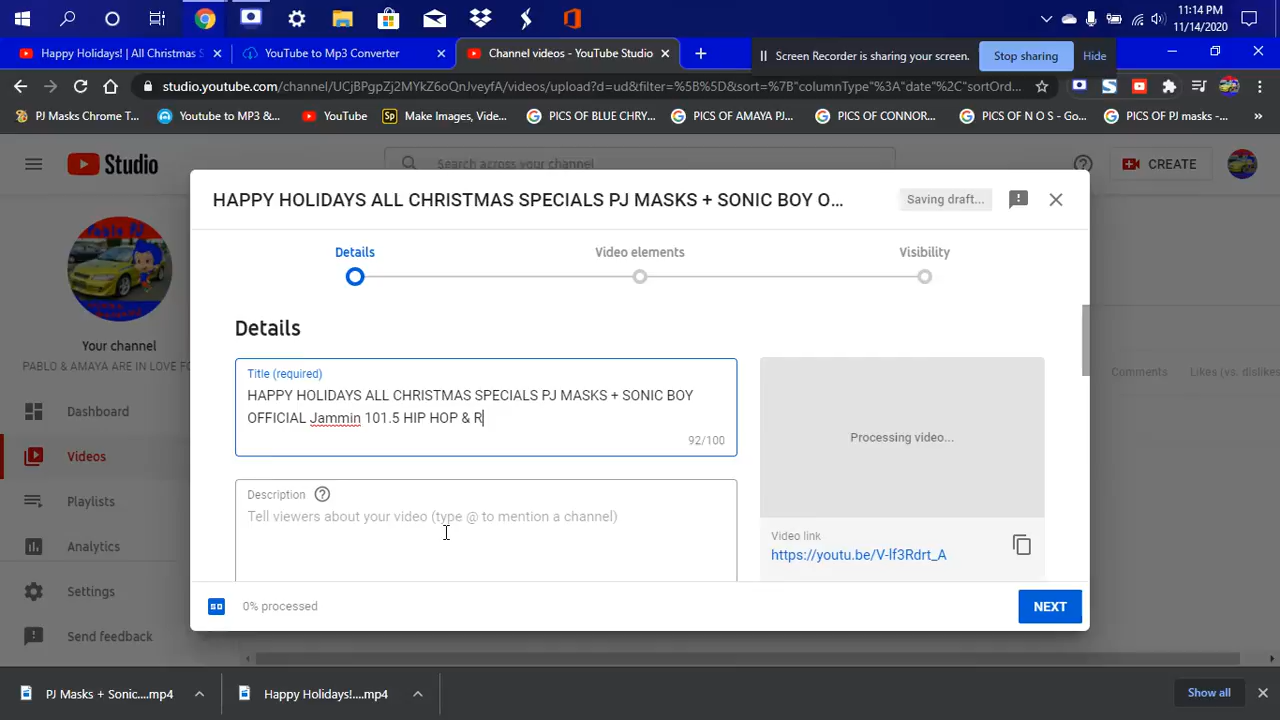 11:14 PM
11/14/2020
Happy Holidays! | All Christmas S
YouTube to Mp3 Converter
Channel videos - YouTube Studio
Screen Recorder is sharing your screen.
Stop sharing
Hide
studio.youtube.com/channel/UCjBPgpZj2MYkZ6oQnJveyfA/videos/upload?d=ud&filter=%5B%5D&sort=%7B"columnType"%3A"date"%2C"sortOrd...
PJ Masks Chrome T...
Youtube to MP3 &...
YouTube
Sp
Make Images, Vide...
PICS OF BLUE CHRY...
PICS OF AMAYA PJ...
PICS OF CONNOR...
PICS OF N O S - Go...
PICS OF PJ masks -...
»
Studio
Search across your channel
CREATE
HAPPY HOLIDAYS ALL CHRISTMAS SPECIALS PJ MASKS + SONIC BOY O...
Saving draft...
Details
Video elements
Visibility
Pablo PJ
Your channel
PABLO & AMAYA ARE IN LOVE FO
Dashboard
Videos
Playlists
Analytics
Settings
Send feedback
Details
Title (required)
HAPPY HOLIDAYS ALL CHRISTMAS SPECIALS PJ MASKS + SONIC BOY
OFFICIAL Jammin 101.5 HIP HOP & R
92/100
Description
Tell viewers about your video (type @ to mention a channel)
Processing video...
Video link
https://youtu.be/V-lf3Rdrt_A
Comments
Likes (vs. dislikes
SD
0% processed
NEXT
PJ Masks + Sonic....mp4
Happy Holidays!....mp4
Show all